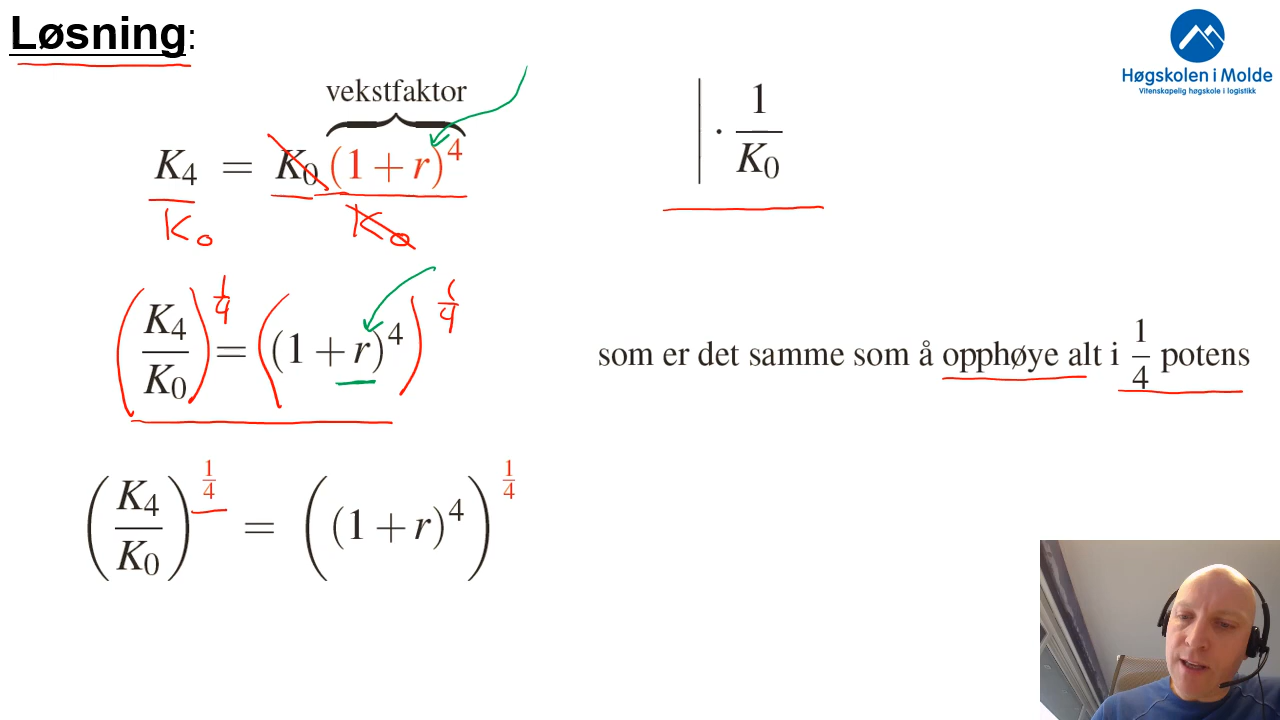 Løsning:
Høgskolen i Molde
Vitenskapelig høgskole i logistikk
vekstfaktor
K₄ = K₀ (1 + r)⁴ | · 1/K₀
K₀ K₀
(K₄/K₀)^(1/4) = ((1 + r)⁴)^(1/4) som er det samme som å opphøye alt i 1/4 potens
(K₄/K₀)^(1/4) = ((1 + r)⁴)^(1/4)